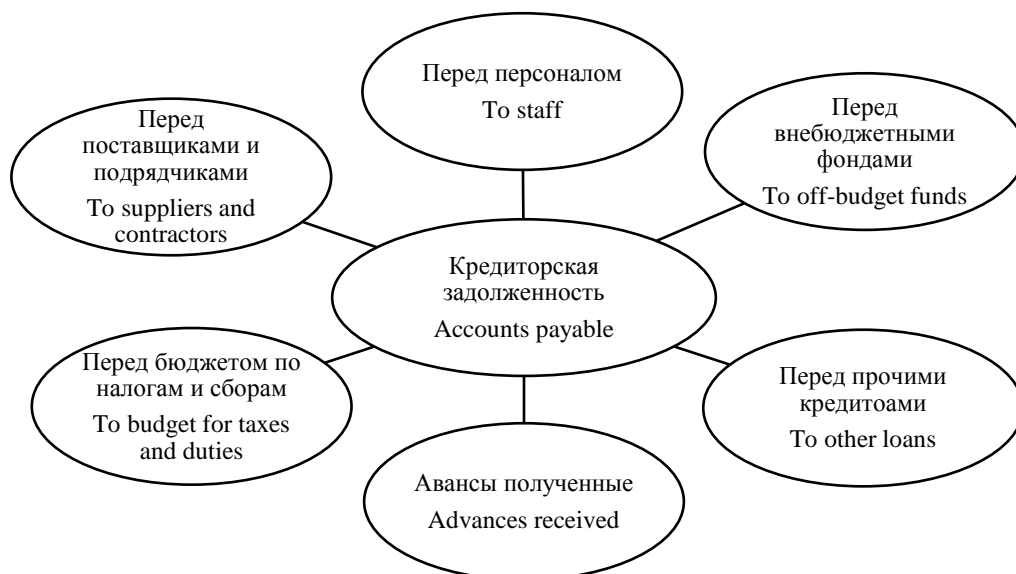 Перед персоналом
To staff
Перед
поставщиками и
подрядчиками
To suppliers and
contractors
Перед
внебюджетными
фондами
To off-budget funds
Кредиторская
задолженность
Accounts payable
Перед бюджетом по
налогам и сборам
To budget for taxes
and duties
Перед прочими
кредитоами
To other loans
Авансы полученные
Advances received